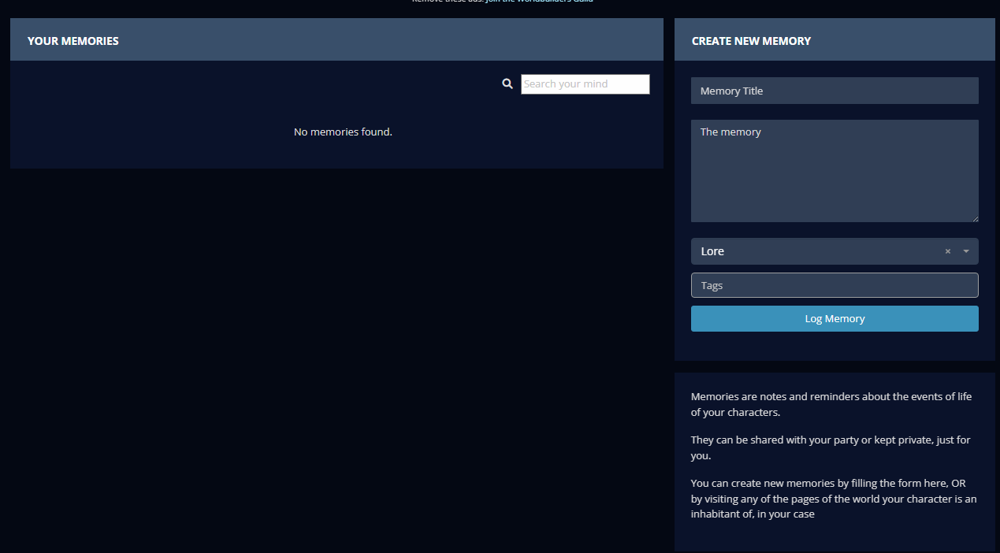 Remove these ads. Join the Worldbuilders Guild
YOUR MEMORIES
Search your mind
No memories found.
CREATE NEW MEMORY
Memory Title
The memory
Lore
Tags
Log Memory
Memories are notes and reminders about the events of life
of your characters.
They can be shared with your party or kept private, just for
you.
You can create new memories by filling the form here, OR
by visiting any of the pages of the world your character is an
inhabitant of, in your case